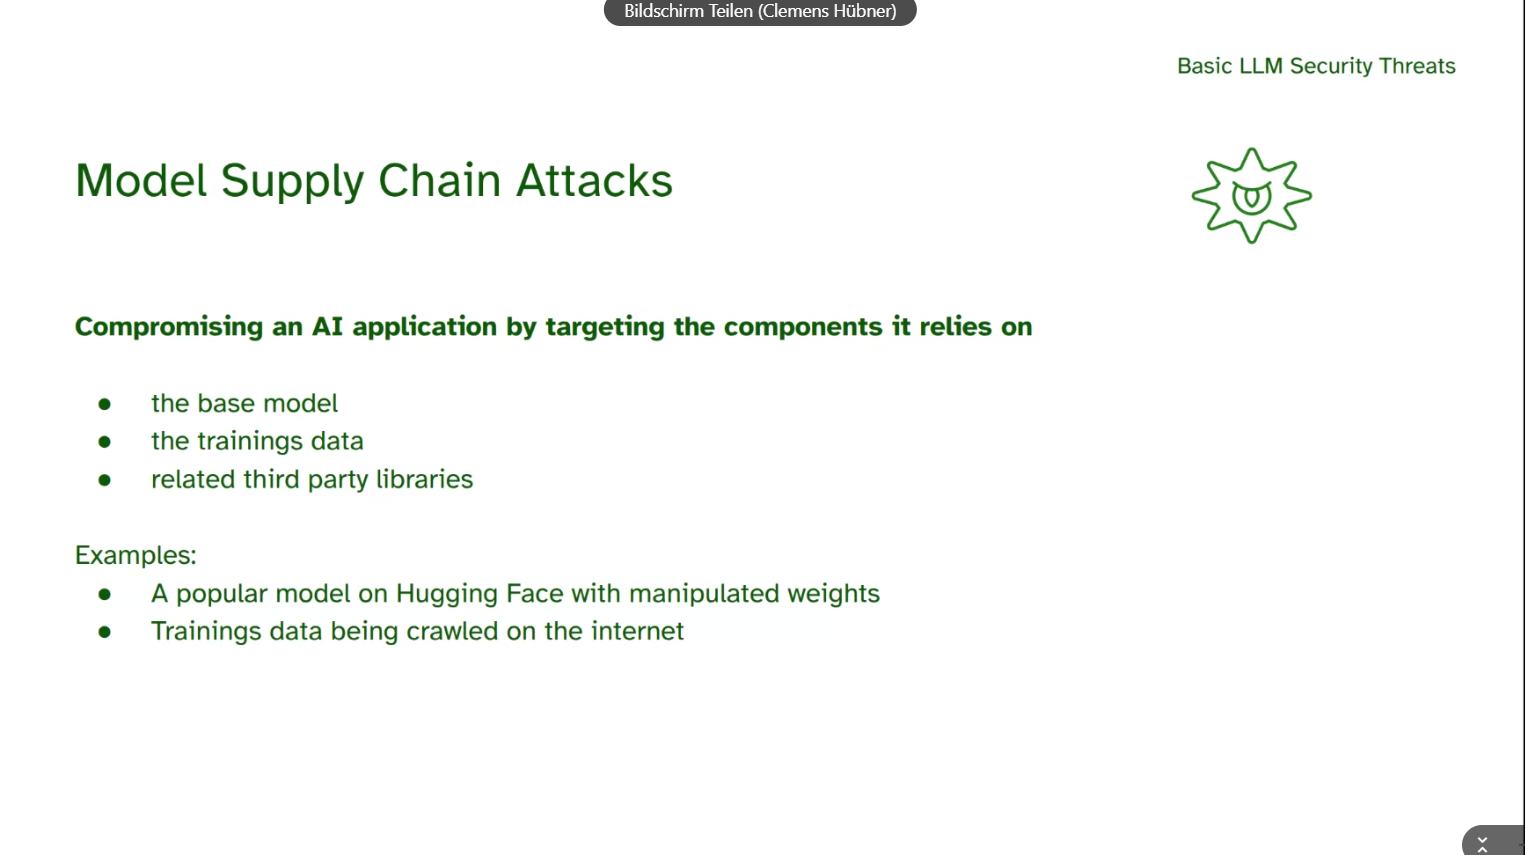 Bildschirm Teilen (Clemens Hübner)
Basic LLM Security Threats
Model Supply Chain Attacks
Compromising an AI application by targeting the components it relies on
● the base model
● the trainings data
● related third party libraries
Examples:
● A popular model on Hugging Face with manipulated weights
● Trainings data being crawled on the internet